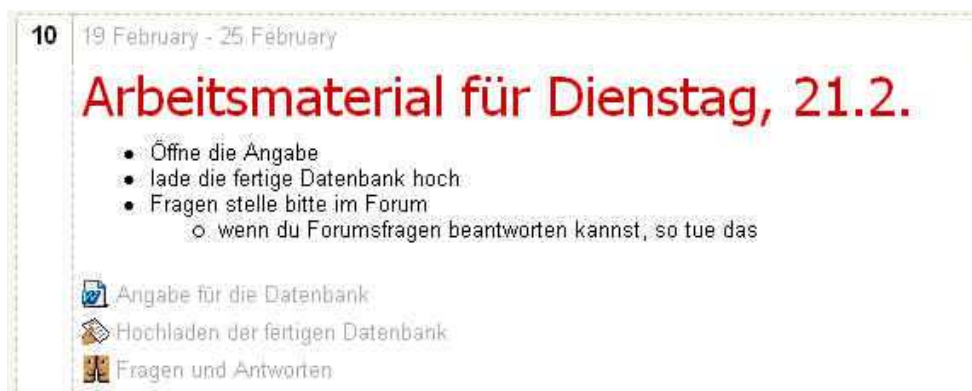 10 19 February - 25 February
Arbeitsmaterial für Dienstag, 21.2.
Öffne die Angabe
lade die fertige Datenbank hoch
Fragen stelle bitte im Forum
wenn du Forumsfragen beantworten kannst, so tue das
Angabe für die Datenbank
Hochladen der fertigen Datenbank
Fragen und Antworten